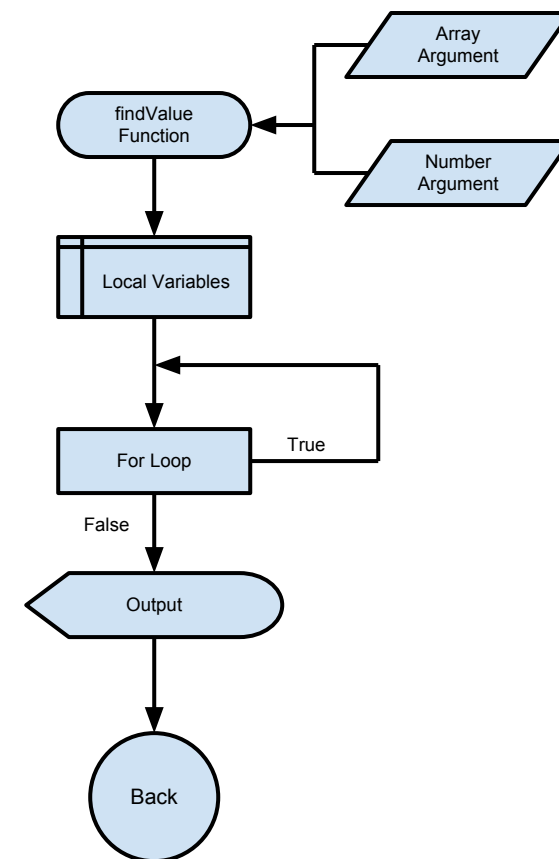 Array
Argument
findValue
Function
Number
Argument
Local Variables
For Loop
True
False
Output
Back